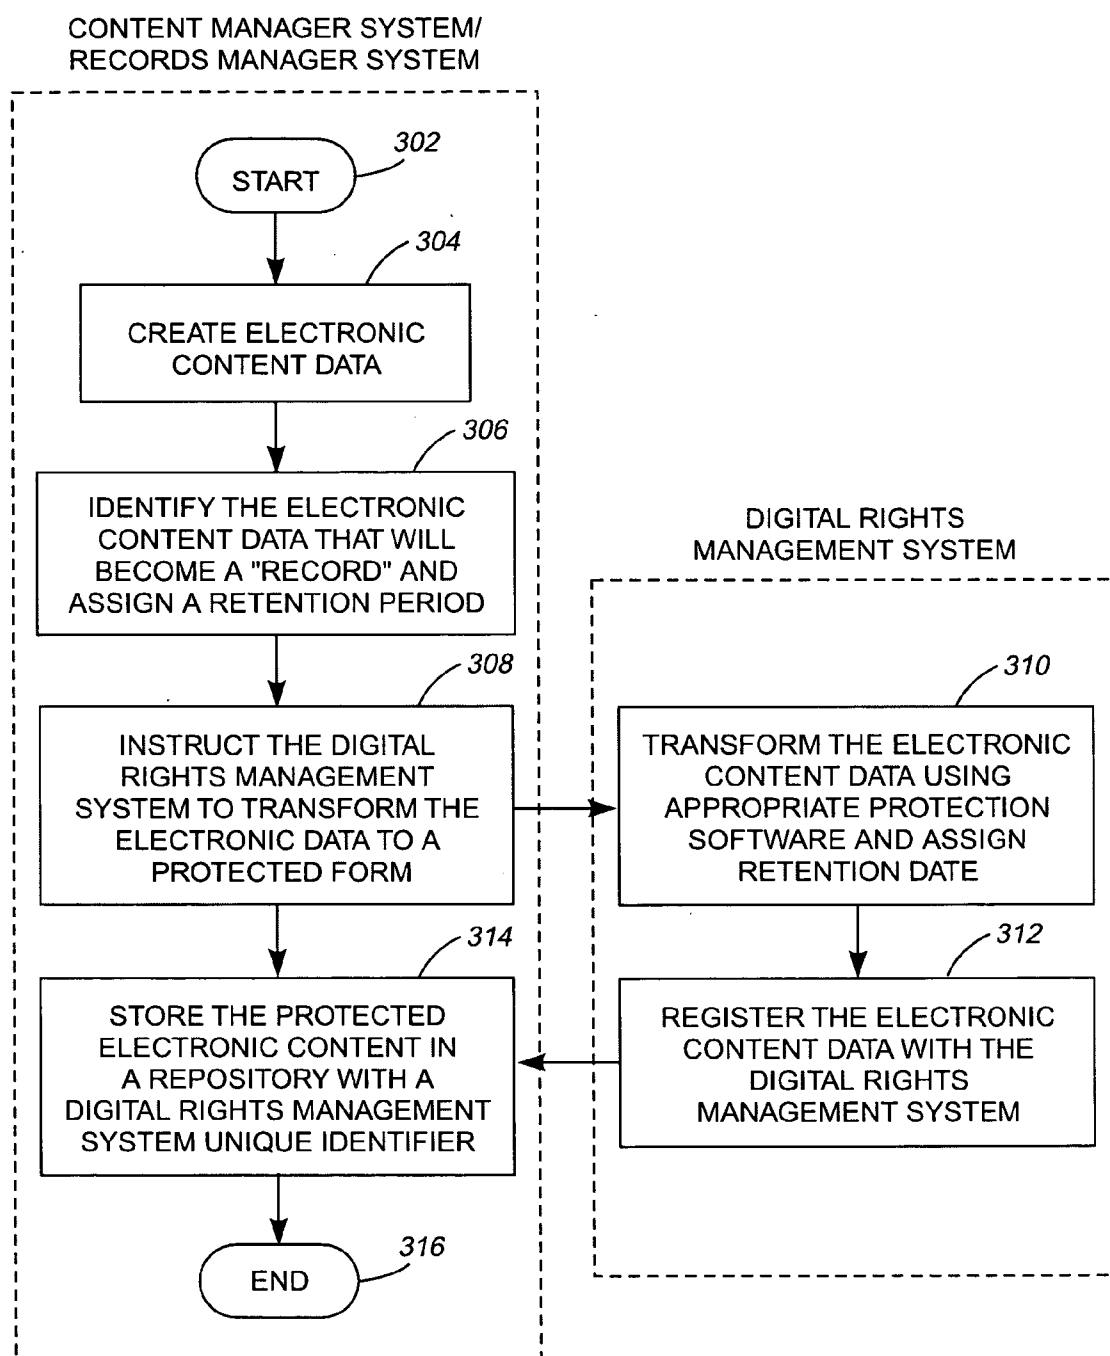 CONTENT MANAGER SYSTEM/
RECORDS MANAGER SYSTEM
302
START
304
CREATE ELECTRONIC
CONTENT DATA
306
IDENTIFY THE ELECTRONIC
CONTENT DATA THAT WILL
BECOME A "RECORD" AND
ASSIGN A RETENTION PERIOD
308
INSTRUCT THE DIGITAL
RIGHTS MANAGEMENT
SYSTEM TO TRANSFORM THE
ELECTRONIC DATA TO A
PROTECTED FORM
314
STORE THE PROTECTED
ELECTRONIC CONTENT IN
A REPOSITORY WITH A
DIGITAL RIGHTS MANAGEMENT
SYSTEM UNIQUE IDENTIFIER
316
END
DIGITAL RIGHTS
MANAGEMENT SYSTEM
310
TRANSFORM THE ELECTRONIC
CONTENT DATA USING
APPROPRIATE PROTECTION
SOFTWARE AND ASSIGN
RETENTION DATE
312
REGISTER THE ELECTRONIC
CONTENT DATA WITH THE
DIGITAL RIGHTS
MANAGEMENT SYSTEM